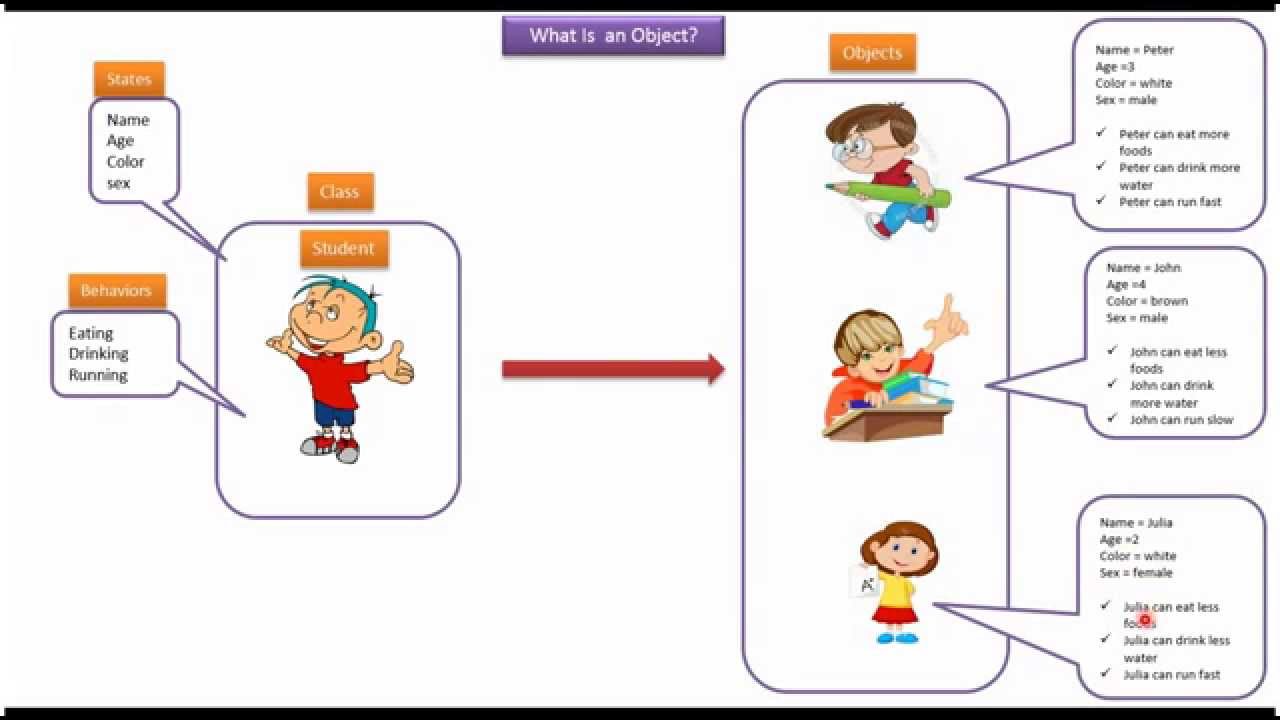 What Is an Object?
States
Name
Age
Color
sex
Behaviors
Eating
Drinking
Running
Class
Student
Objects
Name = Peter
Age =3
Color = white
Sex = male
✓ Peter can eat more
foods
✓ Peter can drink more
water
✓ Peter can run fast
Name = John
Age =4
Color = brown
Sex = male
✓ John can eat less
foods
✓ John can drink
more water
✓ John can run slow
A+
Name = Julia
Age =2
Color = white
Sex = female
✓ Julia can eat less
foods
✓ Julia can drink less
water
✓ Julia can run fast